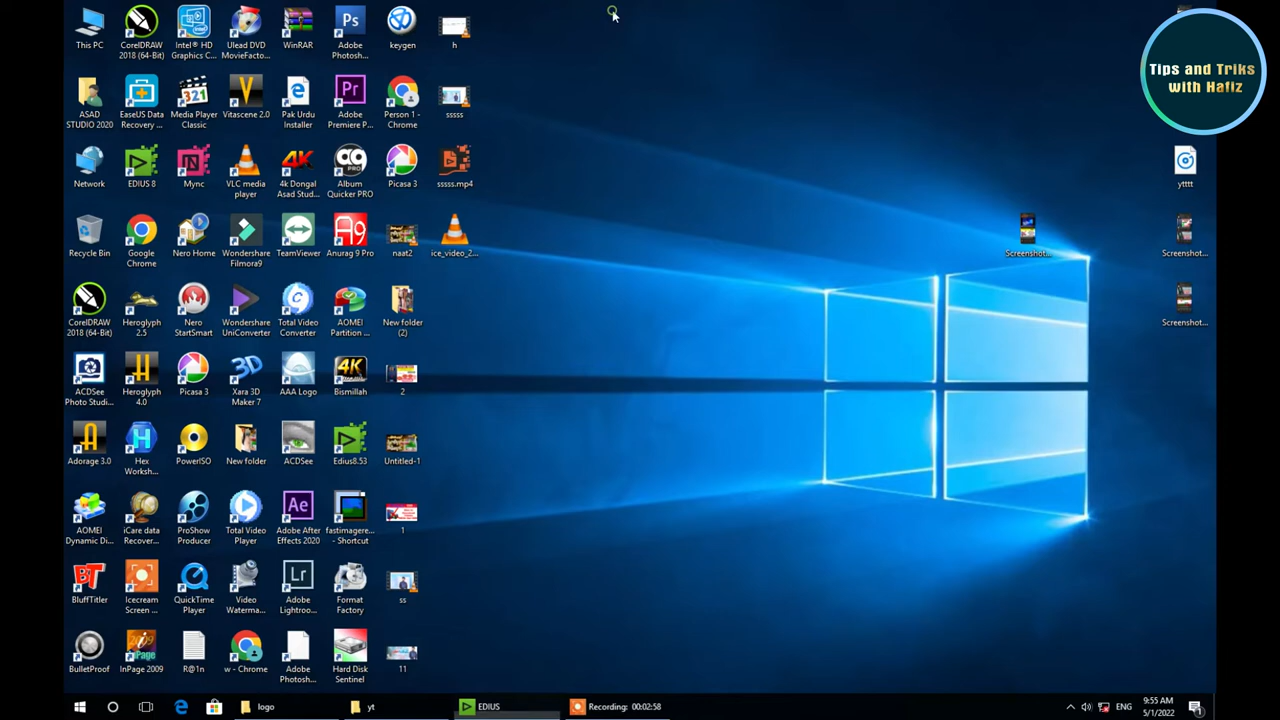 This PC
CorelDRAW
2018 (64-Bit)
Intel® HD
Graphics C...
Ulead DVD
MovieFacto...
WinRAR
Adobe
Photosh...
keygen
h
Tips and Triks
with Hafiz
ASAD
STUDIO 2020
EaseUS Data
Recovery ...
Media Player
Classic
Vitascene 2.0
Pak Urdu
Installer
Adobe
Premiere P...
Person 1 -
Chrome
sssss
Network
EDIUS 8
Mync
VLC media
player
4k Dongal
Asad Stud...
Album
Quicker PRO
Picasa 3
sssss.mp4
ytttt
Recycle Bin
Google
Chrome
Nero Home
Wondershare
Filmora9
TeamViewer
Anurag 9 Pro
naat2
ice_video_2...
Screenshot...
Screenshot...
CorelDRAW
2018 (64-Bit)
Heroglyph
2.5
Nero
StartSmart
Wondershare
UniConverter
Total Video
Converter
AOMEI
Partition ...
New folder
(2)
Screenshot...
ACDSee
Photo Studi...
Heroglyph
4.0
Picasa 3
Xara 3D
Maker 7
AAA Logo
Bismillah
2
Adorage 3.0
Hex
Worksh...
PowerISO
New folder
ACDSee
Edius8.53
Untitled-1
AOMEI
Dynamic Di...
iCare data
Recover...
ProShow
Producer
Total Video
Player
Adobe After
Effects 2020
fastimagere...
- Shortcut
1
BluffTitler
Icecream
Screen ...
QuickTime
Player
Video
Waterma...
Adobe
Lightroo...
Format
Factory
ss
BulletProof
InPage 2009
R@1n
w - Chrome
Adobe
Photosh...
Hard Disk
Sentinel
11
logo
yt
EDIUS
Recording: 00:02:58
ENG
9:55 AM
5/1/2022